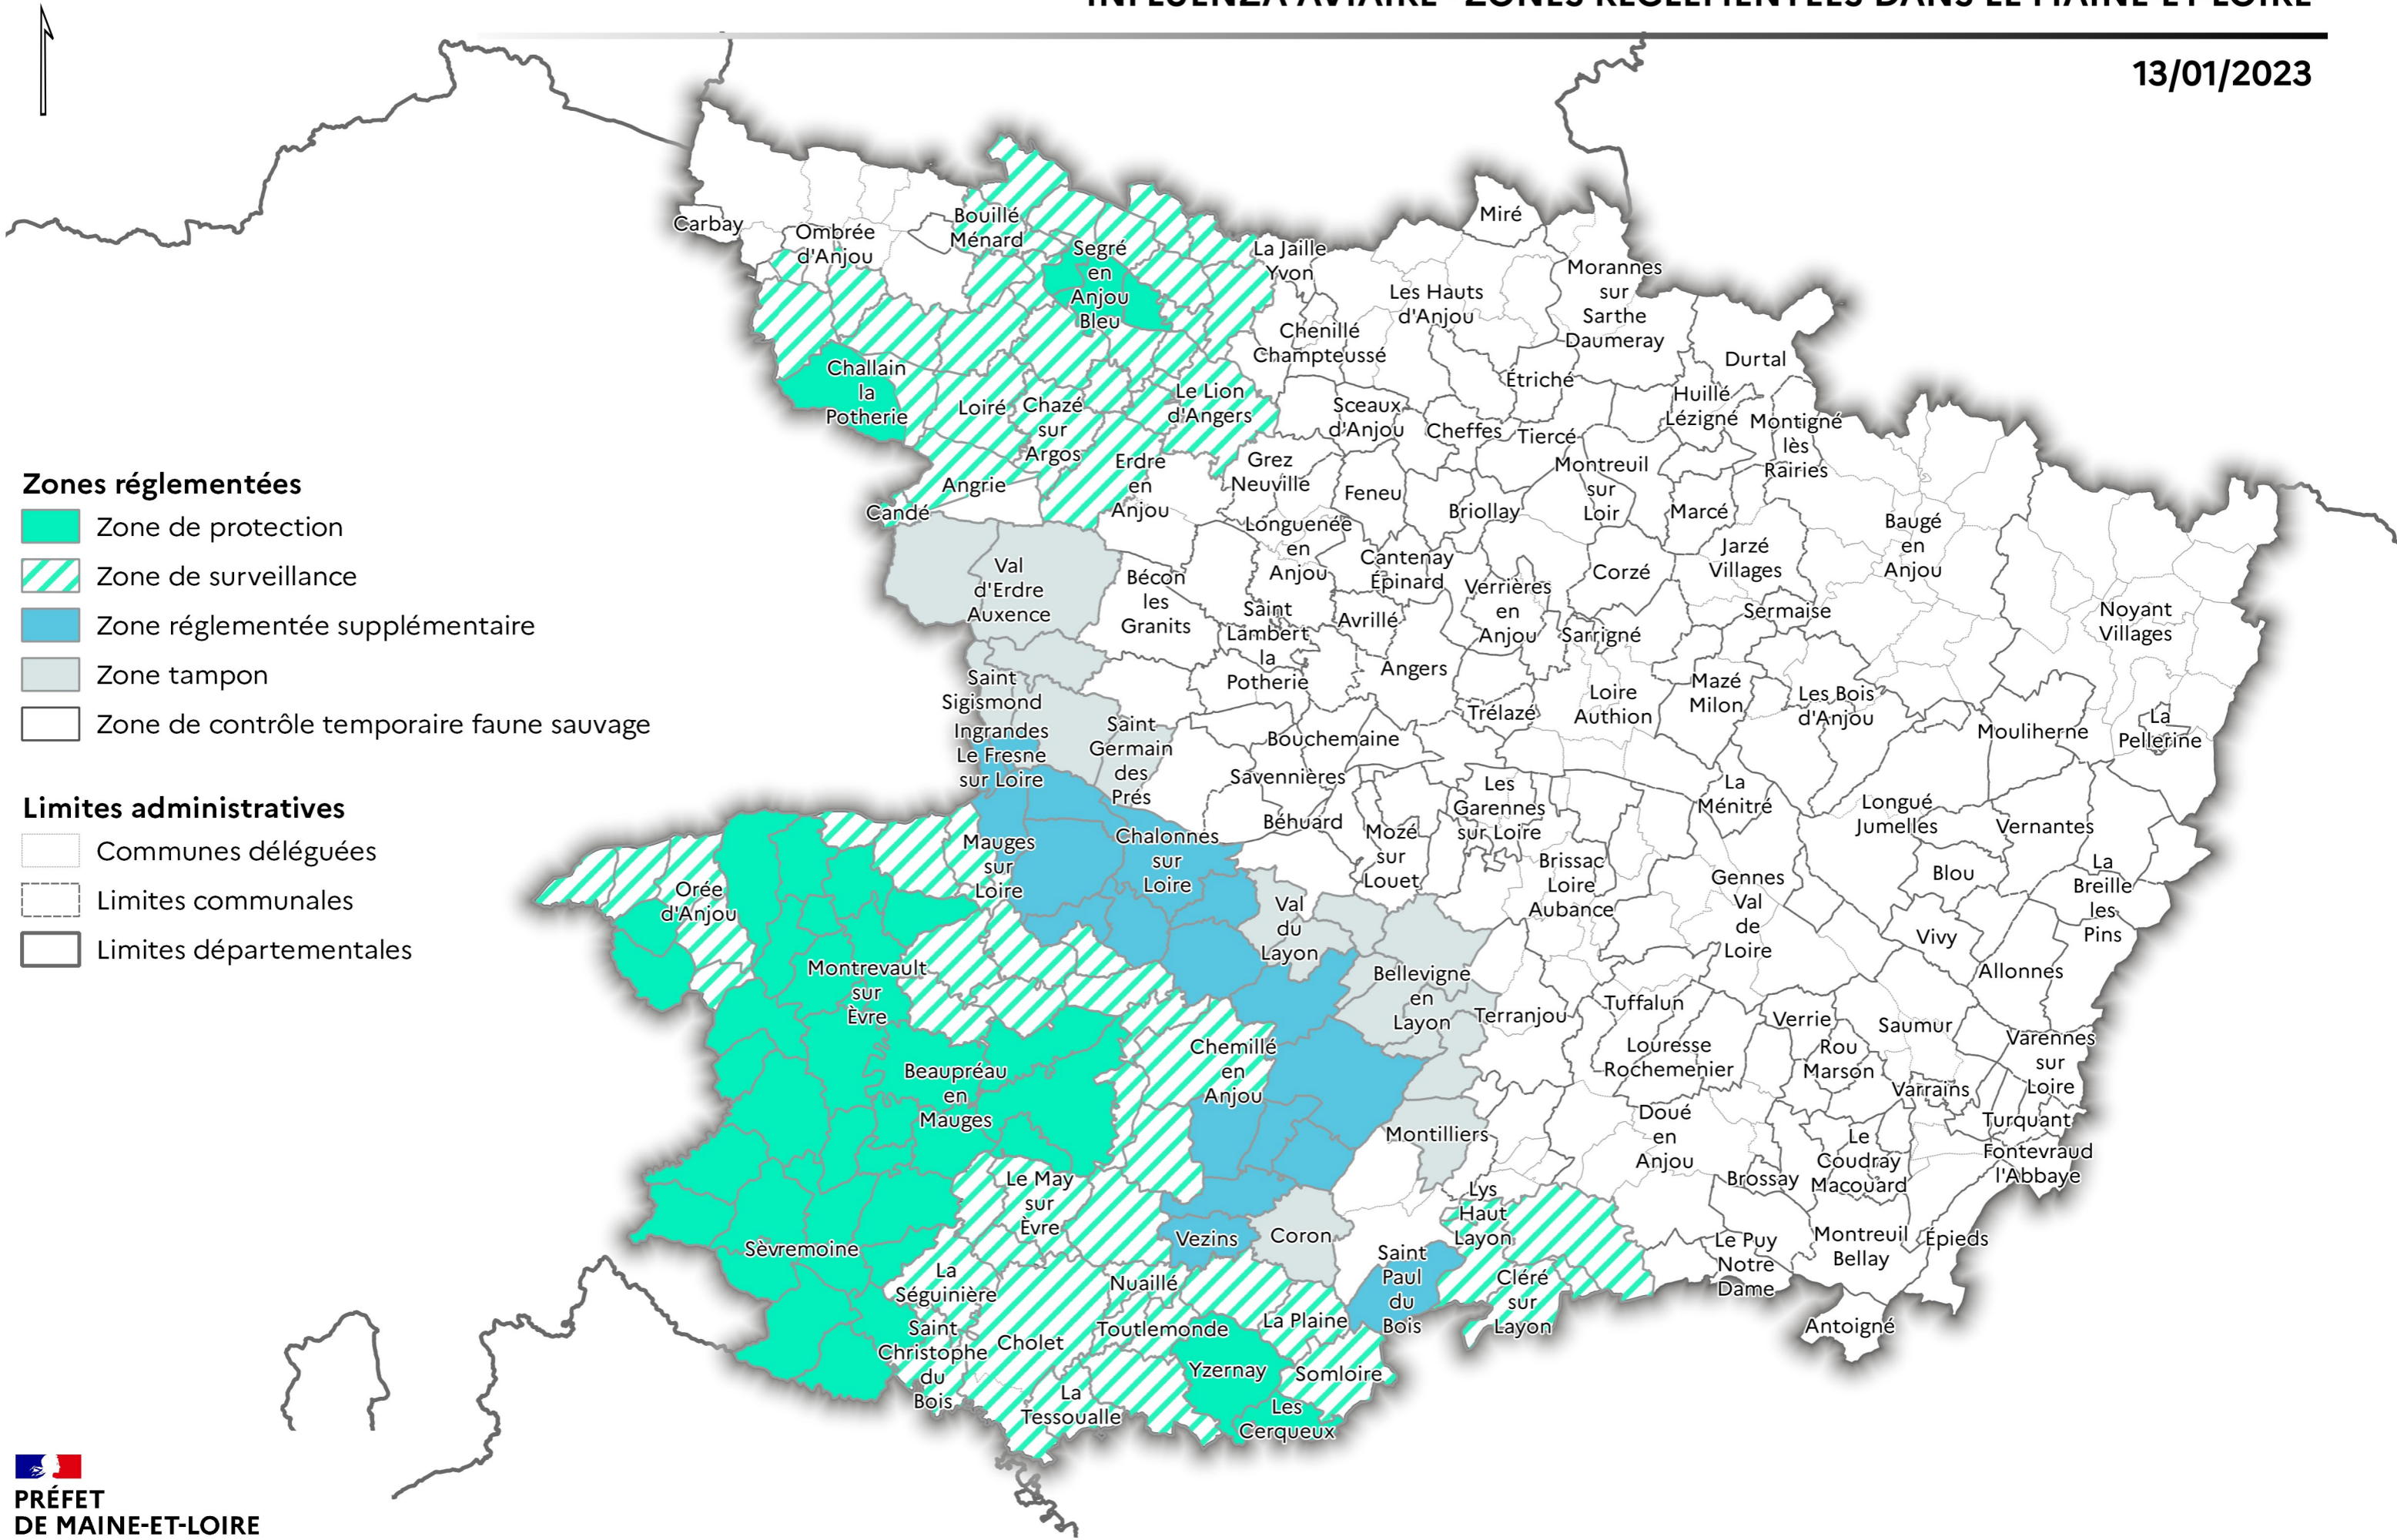 INFLUENZA AVIAIRE - ZONES RÉGLEMENTÉES DANS LE MAINE-ET-LOIRE
13/01/2023
Carbay
Ombrée
d'Anjou
Bouillé
Ménard
Segré
en
Anjou
Bleu
La Jaille
Yvon
Miré
Morannes
sur
Sarthe
Daumeray
Les Hauts
d'Anjou
Chenillé
Champteussé
Durtal
Étriché
Huillé
Lézigné
Montigné
lès
Rairies
Challain
la
Potherie
Loiré
Chazé
sur
Argos
Le Lion
d'Angers
Sceaux
d'Anjou
Cheffes
Tiercé
Erdre
en
Anjou
Grez
Neuville
Feneu
Montreuil
sur
Loir
Briollay
Marcé
Angrie
Candé
Longuenée
en
Anjou
Cantenay
Épinard
Verrières
en
Anjou
Corzé
Jarzé
Villages
Baugé
en
Anjou
Sermaise
Noyant
Villages
Val
d'Erdre
Auxence
Bécon
les
Granits
Saint
Lambert
la
Potherie
Avrillé
Angers
Sarrigné
Zones réglementées
Zone de protection
Zone de surveillance
Zone réglementée supplémentaire
Zone tampon
Zone de contrôle temporaire faune sauvage
Limites administratives
Communes déléguées
Limites communales
Limites départementales
Saint
Sigismond
Ingrandes
Le Fresne
sur Loire
Saint
Germain
des
Prés
Bouchemaine
Savennières
Béhuard
Trélazé
Loire
Authion
Mazé
Milon
Les Bois
d'Anjou
Mouliherne
La
Pellerine
Les
Garennes
sur Loire
Mozé
sur
Louet
La
Ménitré
Longué
Jumelles
Vernantes
Blou
La
Breille
les
Pins
Orée
d'Anjou
Mauges
sur
Loire
Chalonnes
sur
Loire
Val
du
Layon
Brissac
Loire
Aubance
Gennes
Val
de
Loire
Vivy
Allonnes
Montrevault
sur
Èvre
Bellevigne
en
Layon
Terranjou
Tuffalun
Verrie
Saumur
Varennes
sur
Loire
Louresse
Rochemenier
Rou
Marson
Varrains
Turquant
Fontevraud
l'Abbaye
Beaupréau
en
Mauges
Chemillé
en
Anjou
Montilliers
Doué
en
Anjou
Brossay
Le
Coudray
Macouard
Le May
sur
Èvre
Lys
Haut
Layon
Sèvremoine
Vezins
Coron
Le Puy
Notre
Dame
Montreuil
Bellay
Épieds
Antoigné
La
Séguinière
Nuaillé
Saint
Paul
du
Bois
Cléré
sur
Layon
Saint
Christophe
du
Bois
Cholet
Toutlemonde
La Plaine
Yzernay
Somloire
La
Tessoualle
Les
Cerqueux
PRÉFET
DE MAINE-ET-LOIRE